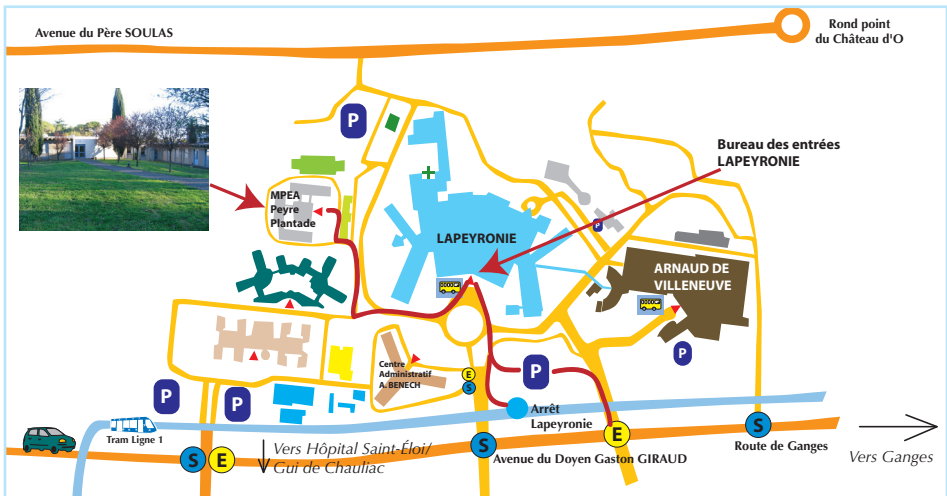 Avenue du Père SOULAS
Rond point
du Château d'O
P
Bureau des entrées
LAPEYRONIE
MPEA
Peyre
Plantade
P
LAPEYRONIE
ARNAUD DE
VILLENEUVE
P
Centre
Administratif
A. BENECH
E
S
P
P
P
Arrêt
Lapeyronie
Tram Ligne 1
S
E
Vers Hôpital Saint-Éloi/
Gui de Chauliac
S
Avenue du Doyen Gaston GIRAUD
E
S
Route de Ganges
Vers Ganges